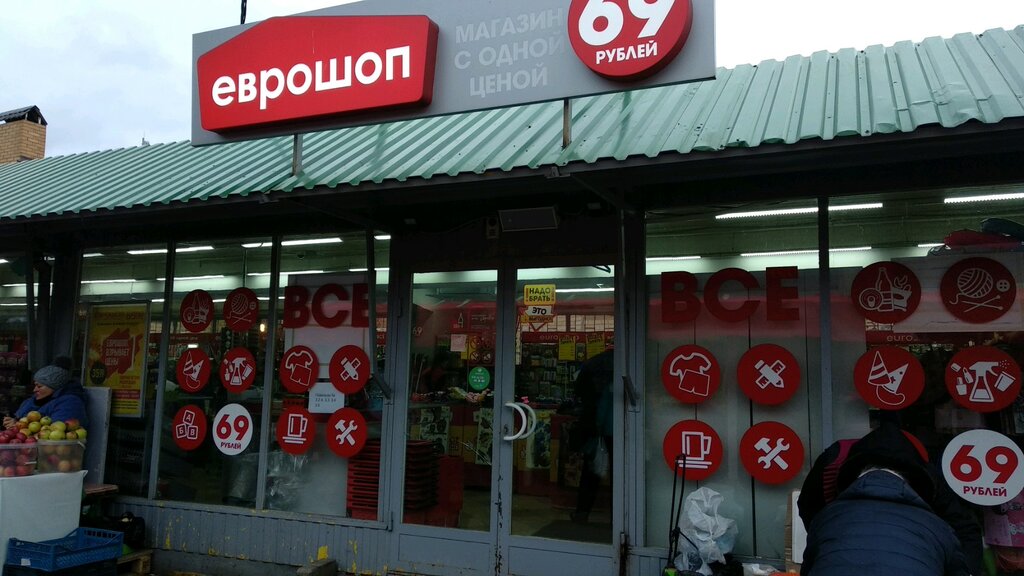 еврошоп
МАГАЗИН
С ОДНОЙ
ЦЕНОЙ
69
РУБЛЕЙ
ВСЕ
69
РУБЛЕЙ
НАДО
БРАТЬ
ЭТО
ВСЕ
69
РУБЛЕЙ